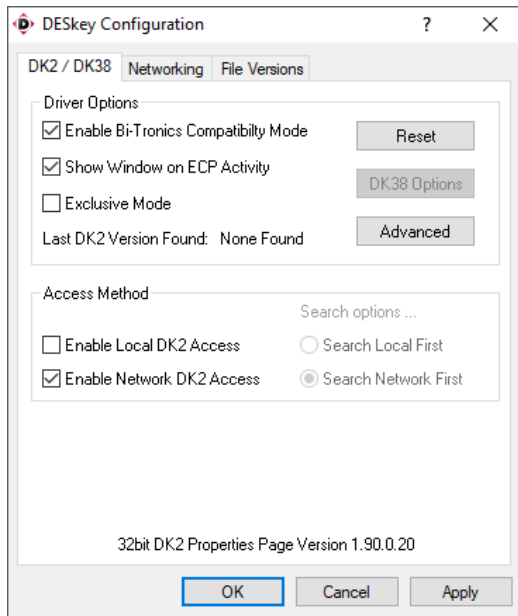 DESkey Configuration
DK2 / DK38 Networking File Versions
Driver Options
Enable Bi-Tronics Compatibilty Mode
Reset
Show Window on ECP Activity
DK38 Options
Exclusive Mode
Last DK2 Version Found: None Found
Advanced
Access Method
Search options ...
Enable Local DK2 Access
Search Local First
Enable Network DK2 Access
Search Network First
32bit DK2 Properties Page Version 1.90.0.20
OK Cancel Apply